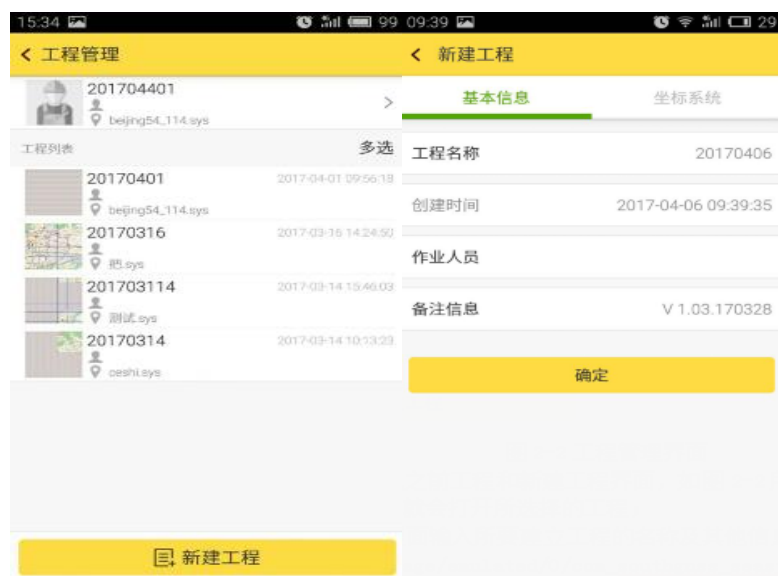 15:34 99
工程管理
201704401
beijing54_114.sys
工程列表 多选
20170401 2017-04-01 09:56:18
beijing54_114.sys
20170316 2017-03-16 14:24:50
把.sys
201703114 2017-03-14 15:46:03
测试.sys
20170314 2017-03-14 10:13:23
ceshi.sys
新建工程
09:39 29
新建工程
基本信息 坐标系统
工程名称 20170406
创建时间 2017-04-06 09:39:35
作业人员
备注信息 V 1.03.170328
确定